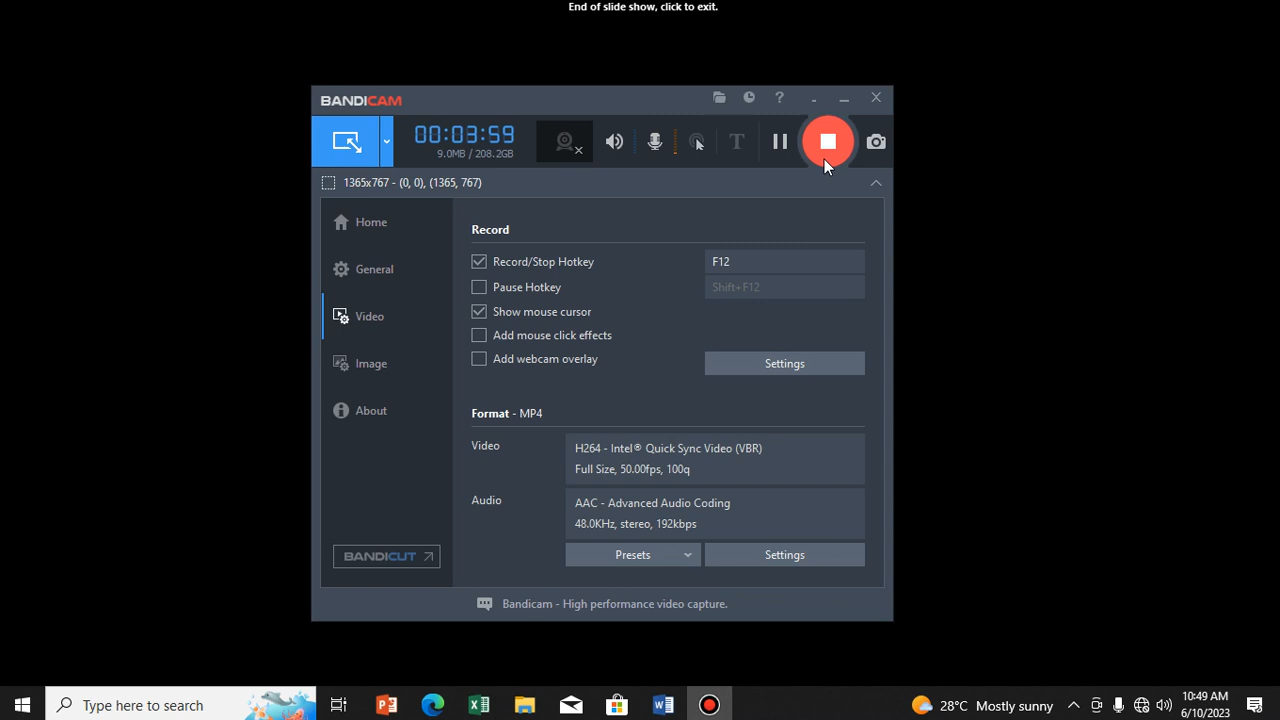 End of slide show, click to exit.
BANDICAM
?
00:03:59
9.0MB / 208.2GB
T
1365x767 - (0, 0), (1365, 767)
Home
General
Video
Image
About
BANDICUT
Record
Record/Stop Hotkey F12
Pause Hotkey Shift+F12
Show mouse cursor
Add mouse click effects
Add webcam overlay
Settings
Format - MP4
Video
H264 - Intel® Quick Sync Video (VBR)
Full Size, 50.00fps, 100q
Audio
AAC - Advanced Audio Coding
48.0KHz, stereo, 192kbps
Presets Settings
Bandicam - High performance video capture.
Type here to search
28°C Mostly sunny
10:49 AM
6/10/2023